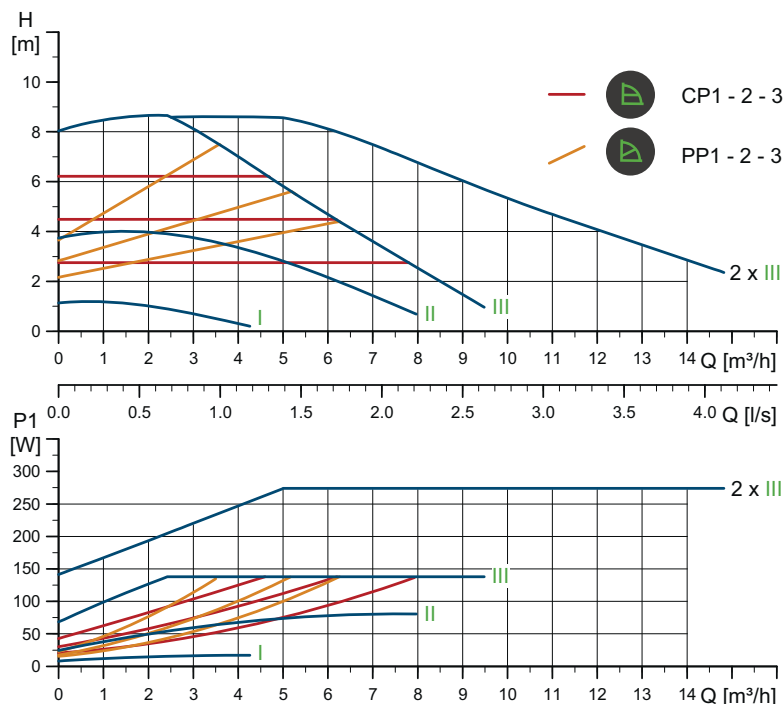 H
[m]
10
8
6
4
2
0
CP1 - 2 - 3
PP1 - 2 - 3
I
II
III
2 x III
0 1 2 3 4 5 6 7 8 9 10 11 12 13 14 Q [m³/h]
0.0 0.5 1.0 1.5 2.0 2.5 3.0 3.5 4.0 Q [l/s]
P1
[W]
300
250
200
150
100
50
0
2 x III
III
II
I
0 1 2 3 4 5 6 7 8 9 10 11 12 13 14 Q [m³/h]